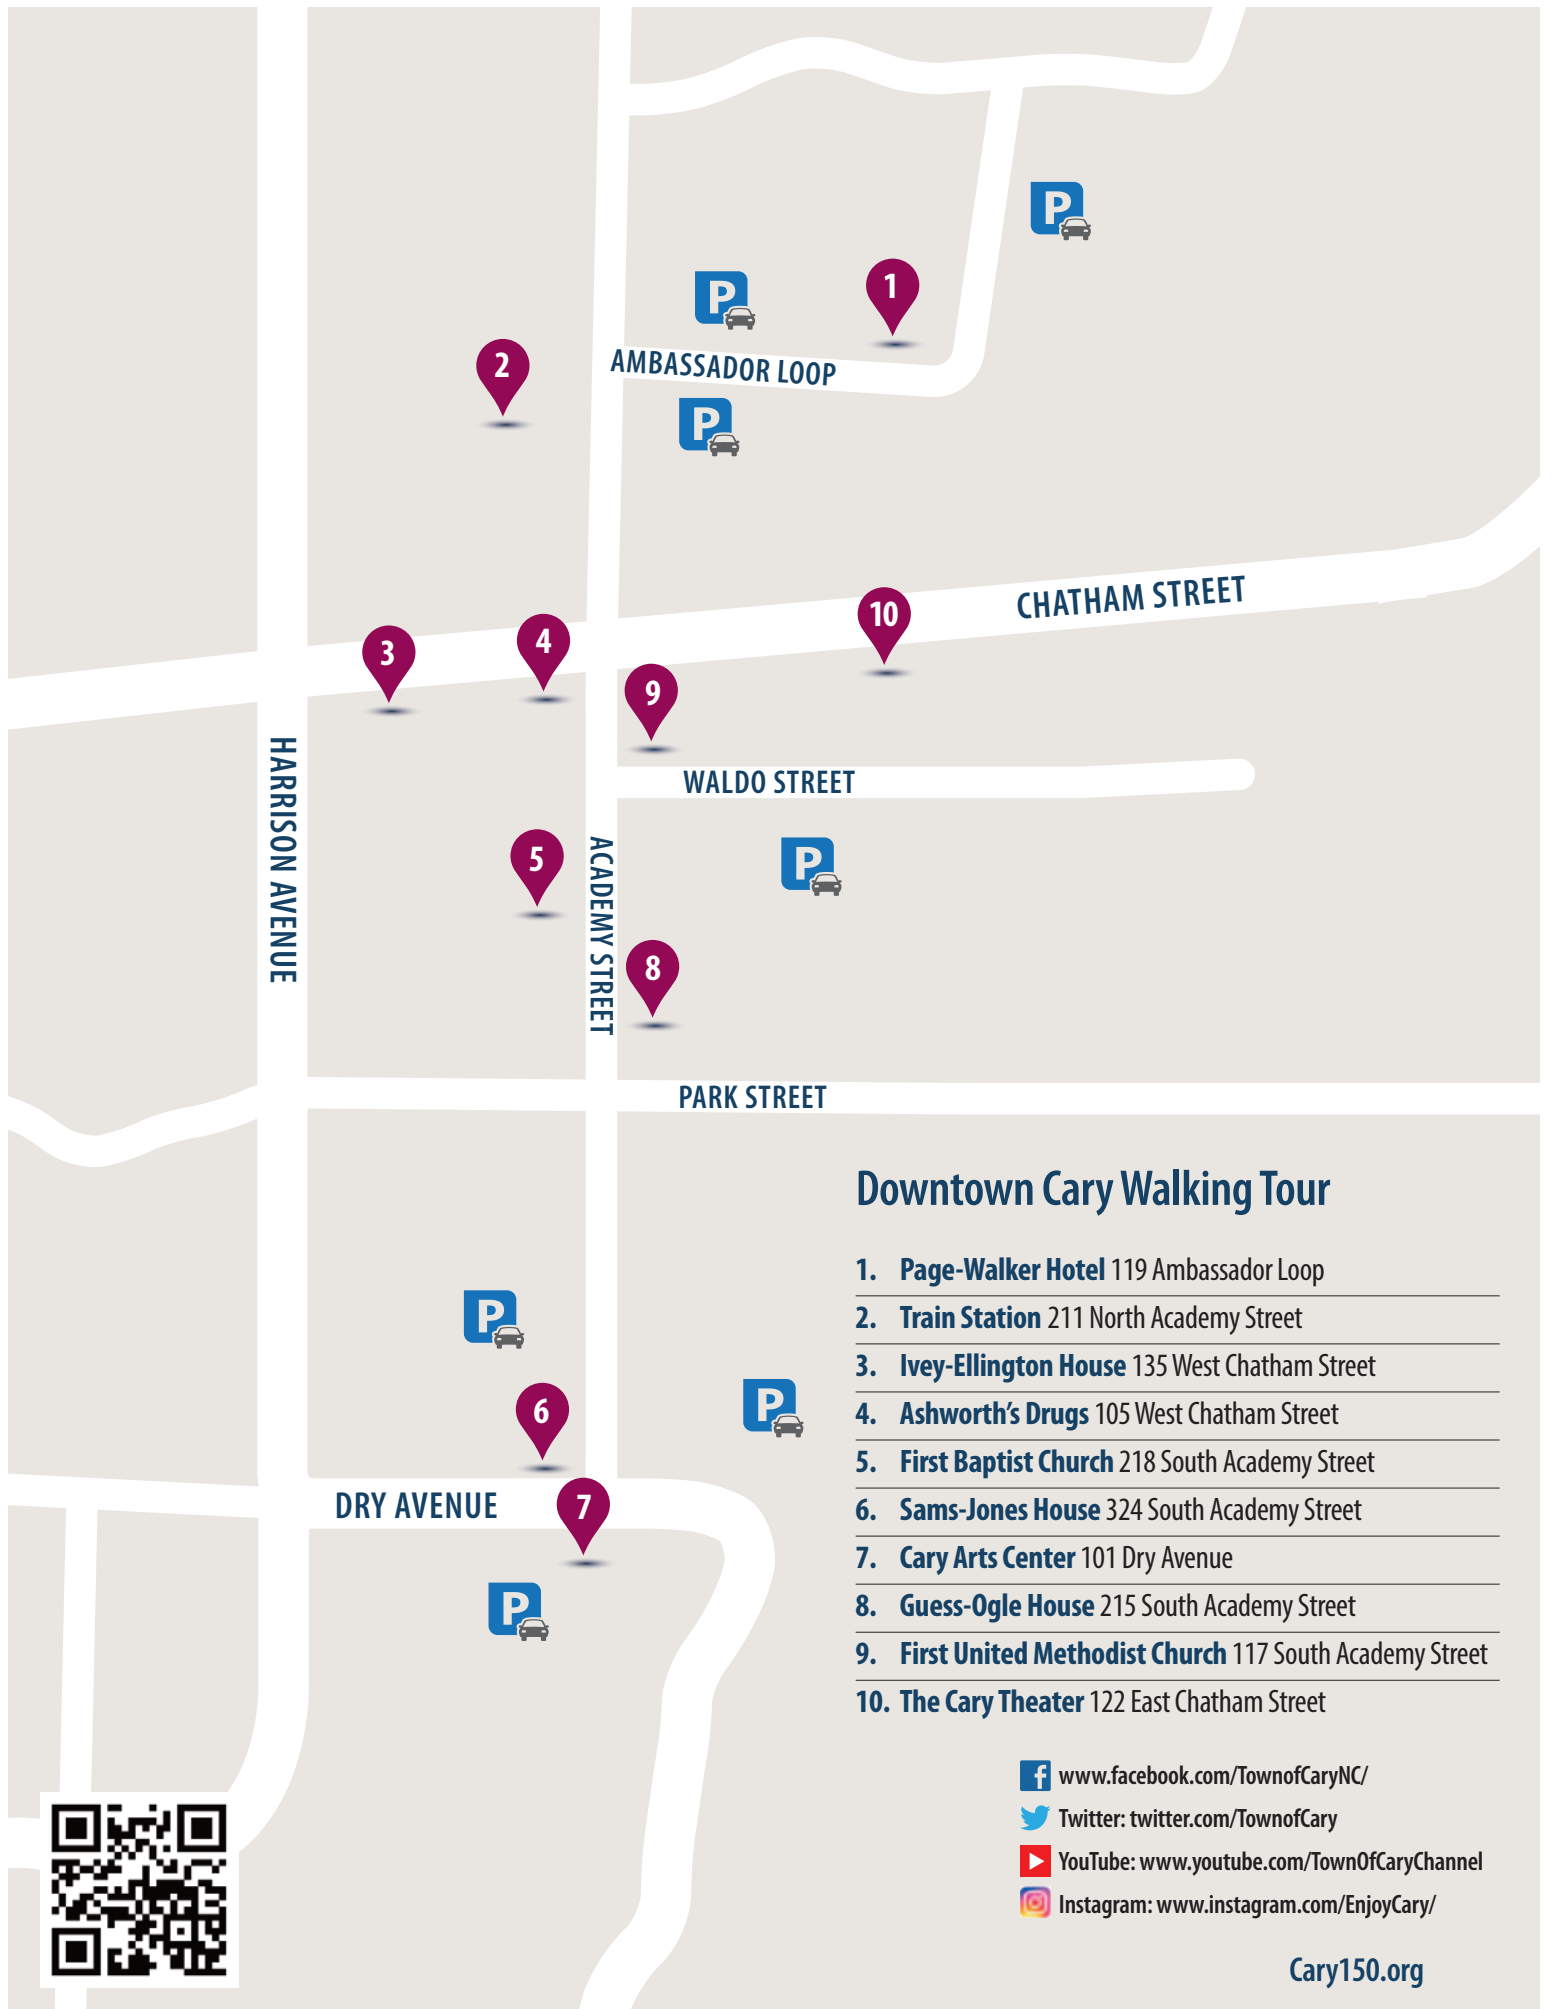 P
P
1
2
AMBASSADOR LOOP
P
CHATHAM STREET
10
4
3
9
HARRISON AVENUE
WALDO STREET
ACADEMY STREET
5
P
8
PARK STREET
Downtown Cary Walking Tour
1. Page-Walker Hotel 119 Ambassador Loop
2. Train Station 211 North Academy Street
3. Ivey-Ellington House 135 West Chatham Street
4. Ashworth's Drugs 105 West Chatham Street
5. First Baptist Church 218 South Academy Street
6. Sams-Jones House 324 South Academy Street
7. Cary Arts Center 101 Dry Avenue
8. Guess-Ogle House 215 South Academy Street
9. First United Methodist Church 117 South Academy Street
10. The Cary Theater 122 East Chatham Street
P
P
6
DRY AVENUE
7
P
www.facebook.com/TownofCaryNC/
Twitter: twitter.com/TownofCary
YouTube: www.youtube.com/TownOfCaryChannel
Instagram: www.instagram.com/EnjoyCary/
Cary150.org